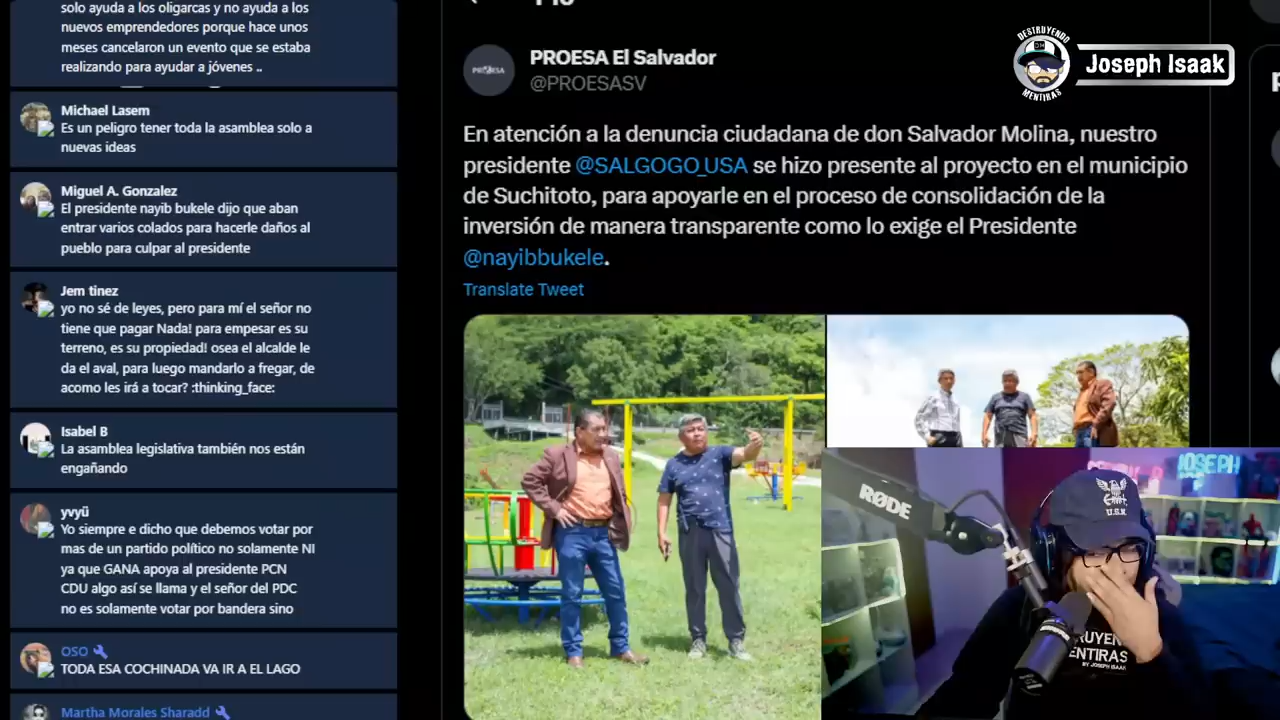 solo ayuda a los oligarcas y no ayuda a los
nuevos emprendedores porque hace unos
meses cancelaron un evento que se estaba
realizando para ayudar a jóvenes ..
Michael Lasem
Es un peligro tener toda la asamblea solo a
nuevas ideas
Miguel A. Gonzalez
El presidente nayib bukele dijo que aban
entrar varios colados para hacerle daños al
pueblo para culpar al presidente
Jem tinez
yo no sé de leyes, pero para mí el señor no
tiene que pagar Nada! para empesar es su
terreno, es su propiedad! osea el alcalde le
da el aval, para luego mandarlo a fregar, de
acomo les irá a tocar? :thinking_face:
Isabel B
La asamblea legislativa también nos están
engañando
yvyü
Yo siempre e dicho que debemos votar por
mas de un partido político no solamente NI
ya que GANA apoya al presidente PCN
CDU algo así se llama y el señor del PDC
no es solamente votar por bandera sino
OSO
TODA ESA COCHINADA VA IR A EL LAGO
Martha Morales Sharadd
PROESA
PROESA El Salvador
@PROESASV
En atención a la denuncia ciudadana de don Salvador Molina, nuestro
presidente @SALGOGO_USA se hizo presente al proyecto en el municipio
de Suchitoto, para apoyarle en el proceso de consolidación de la
inversión de manera transparente como lo exige el Presidente
@nayibbukele.
Translate Tweet
DESTRUYENDO
MENTIRAS
Joseph Isaak
RØDE
JOSEPH
U.S.N
RUYEN
ENTIRAS
BY JOSEPH ISAAK